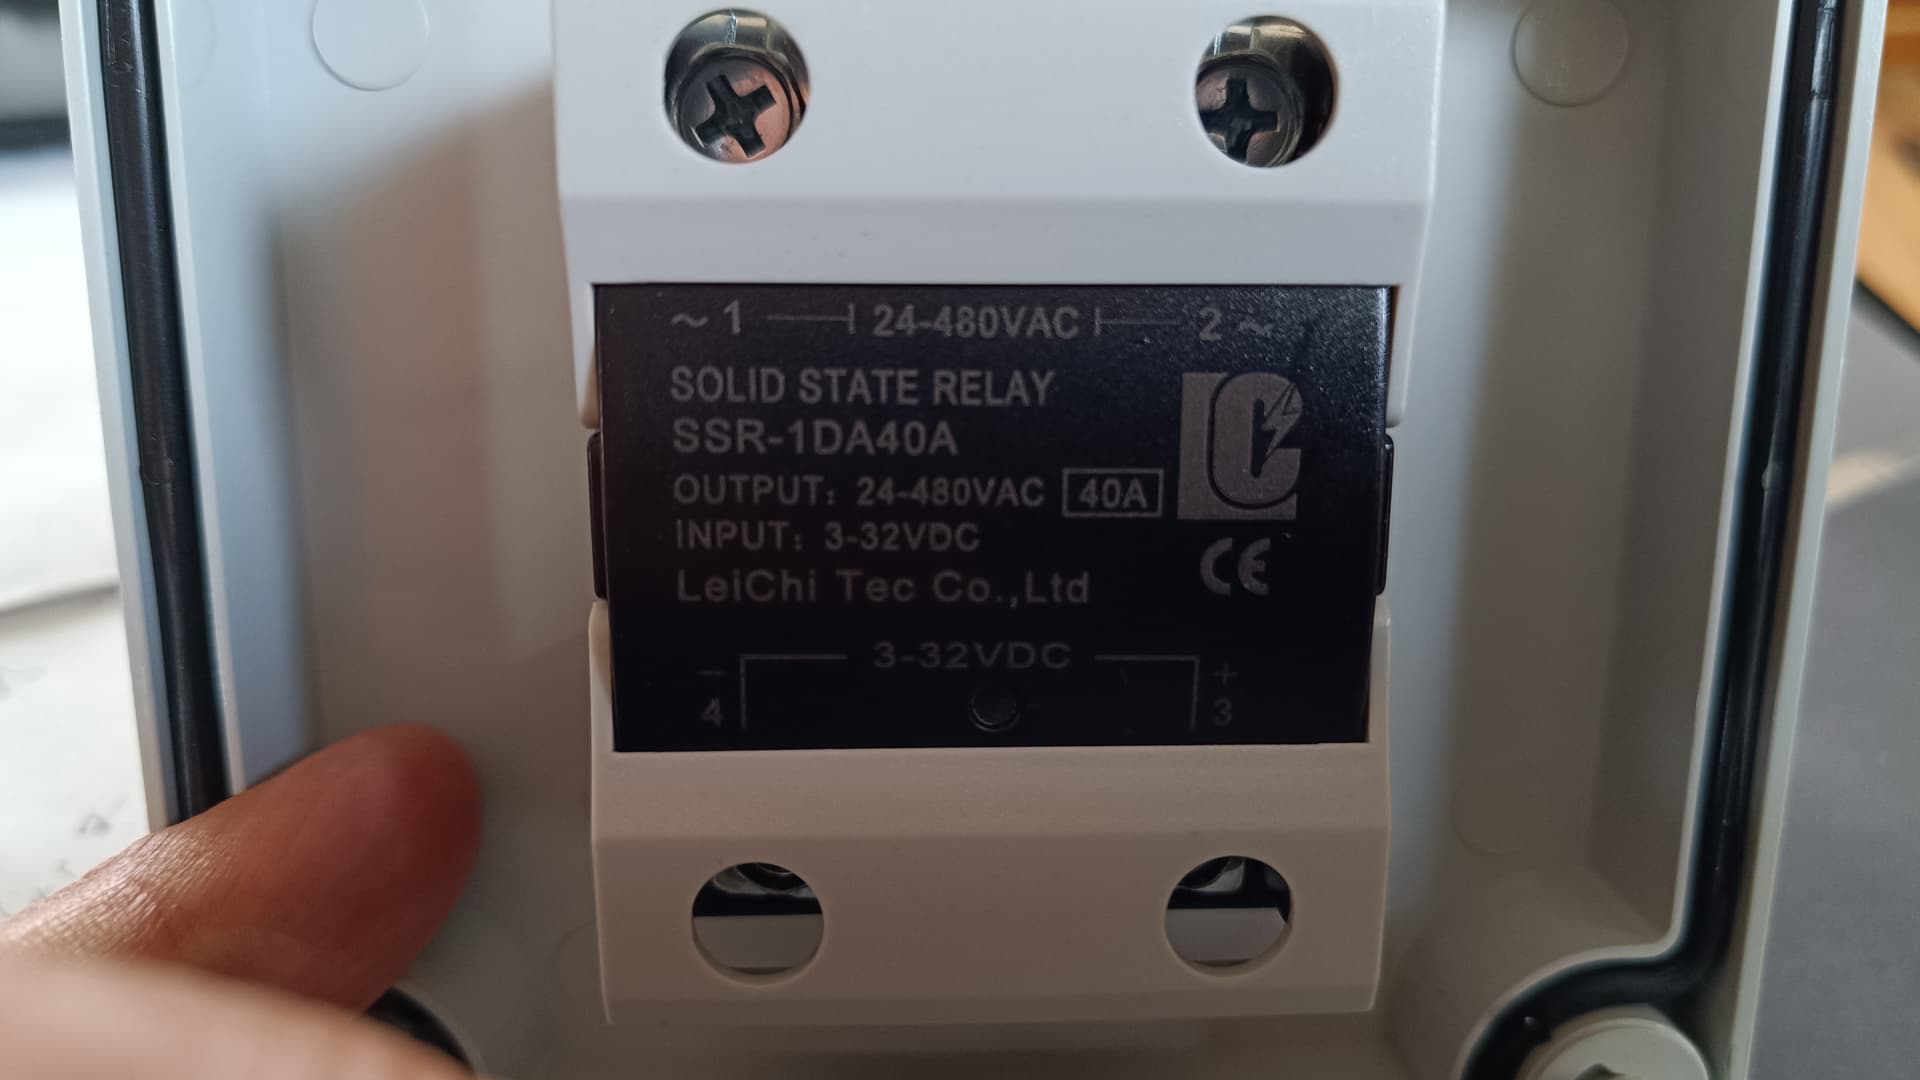 ~ 1 24-480VAC 2 ~
SOLID STATE RELAY
SSR-1DA40A
OUTPUT: 24-480VAC 40A
INPUT: 3-32VDC
LeiChi Tec Co.,Ltd
LC
CE
3-32VDC
- +
4 3